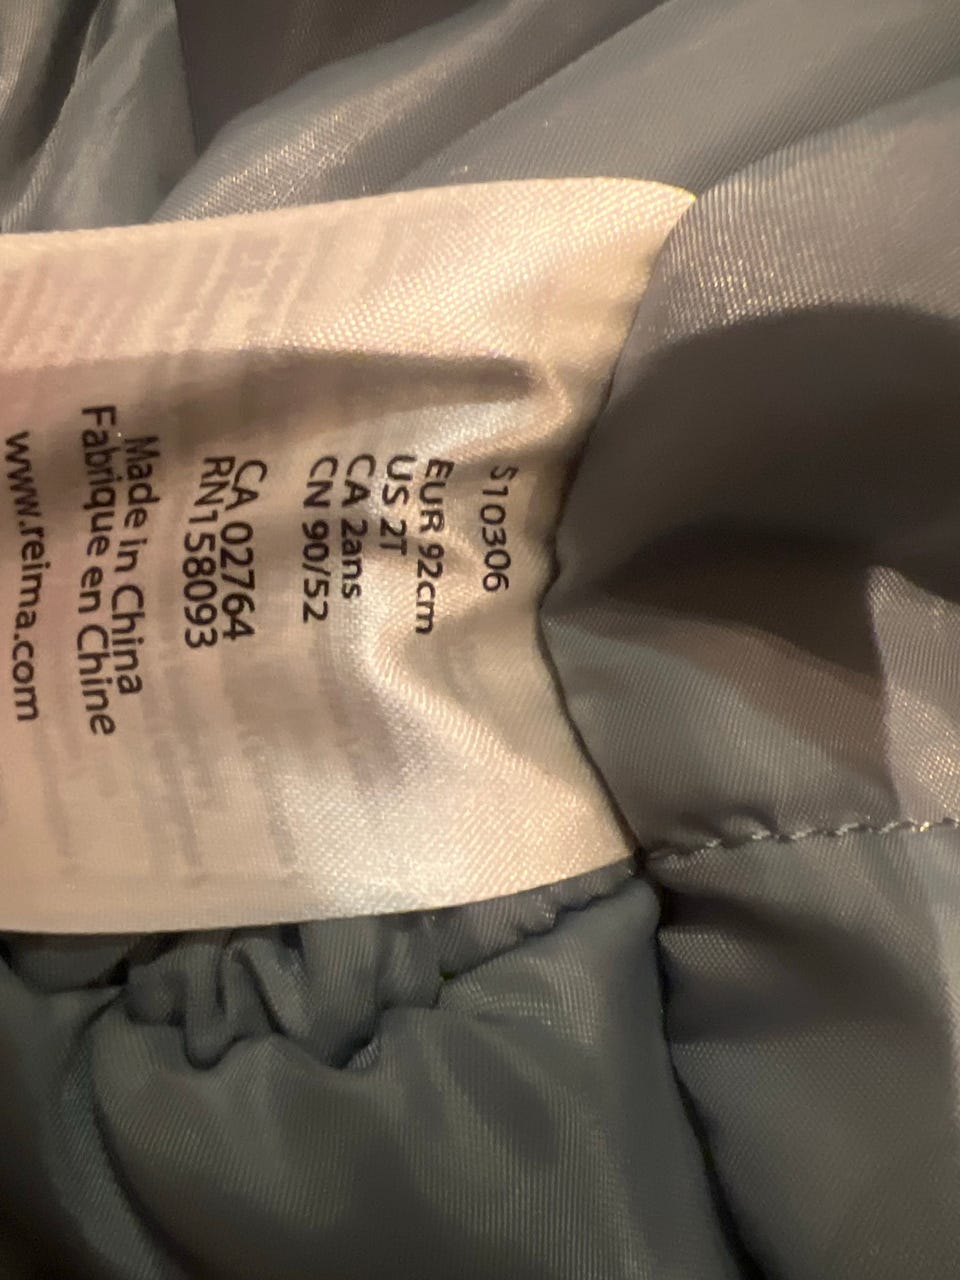 510306
EUR 92cm
US 2T
CA 2ans
CN 90/52
CA 02764
RN158093
Made in China
Fabrique en Chine
www.reima.com